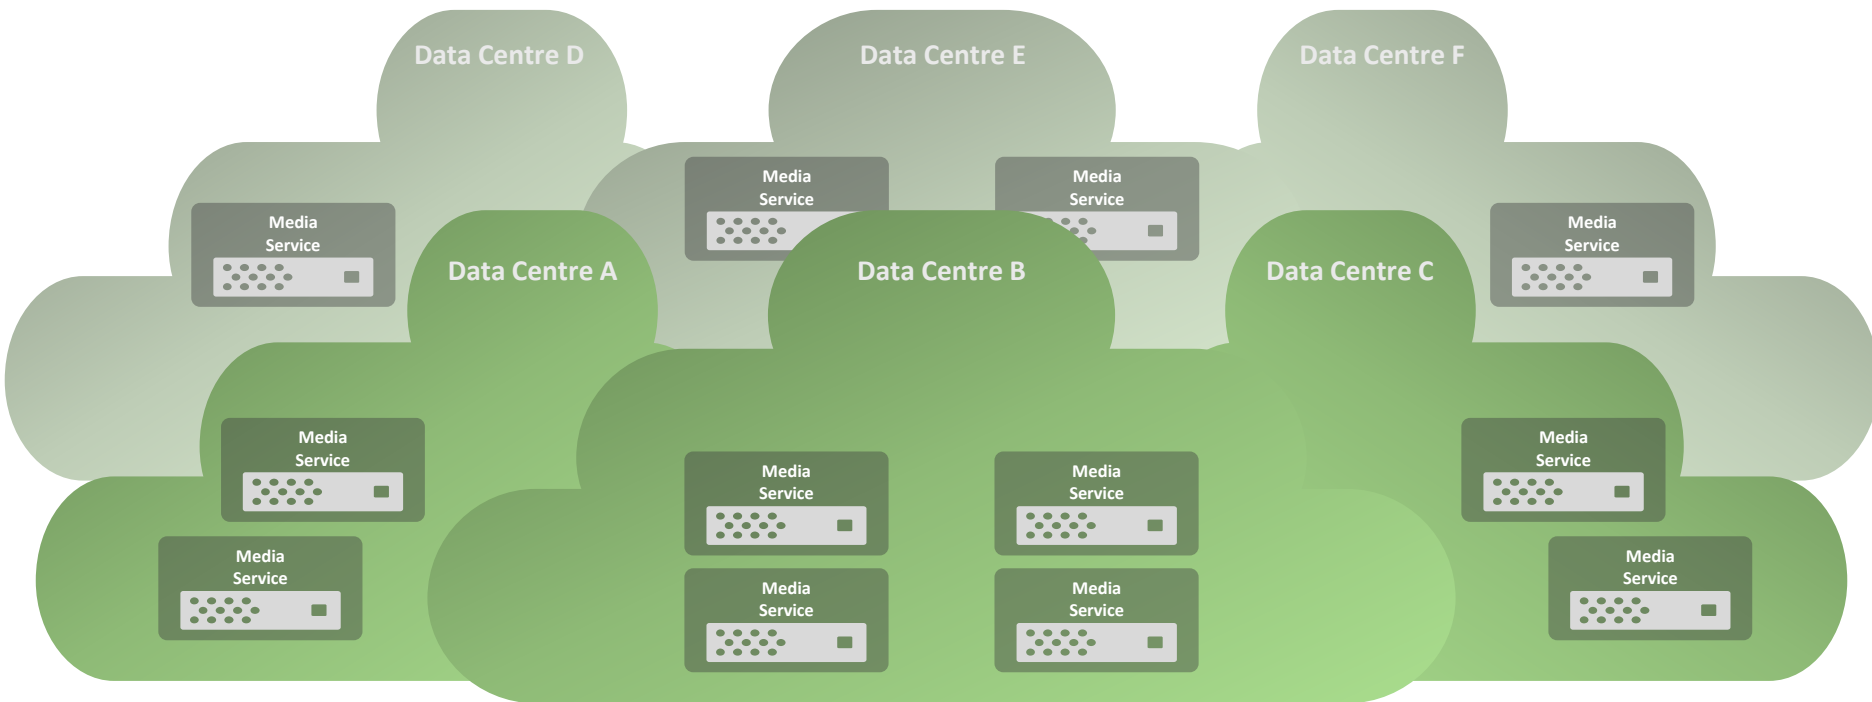 Data Centre D
Data Centre E
Data Centre F
Media
Service
Media
Service
Media
Service
Media
Service
Data Centre A
Data Centre B
Data Centre C
Media
Service
Media
Service
Media
Service
Media
Service
Media
Service
Media
Service
Media
Service
Media
Service